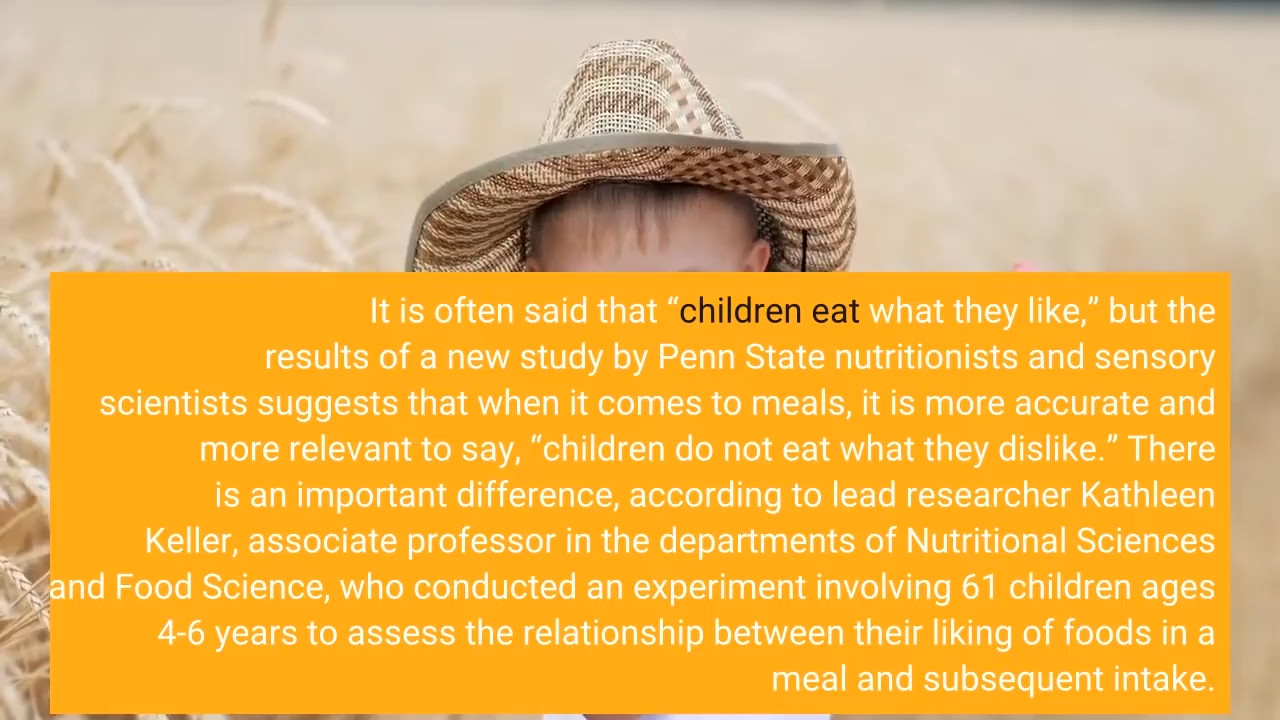 It is often said that “children eat what they like,” but the
results of a new study by Penn State nutritionists and sensory
scientists suggests that when it comes to meals, it is more accurate and
more relevant to say, “children do not eat what they dislike.” There
is an important difference, according to lead researcher Kathleen
Keller, associate professor in the departments of Nutritional Sciences
and Food Science, who conducted an experiment involving 61 children ages
4-6 years to assess the relationship between their liking of foods in a
meal and subsequent intake.